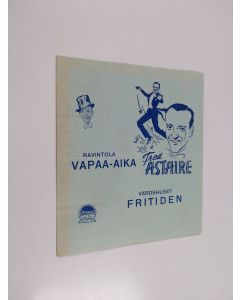 RAVINTOLA
VAPAA-AIKA
Fred
ASTAIRE
VÄRDSHUSET
FRITIDEN